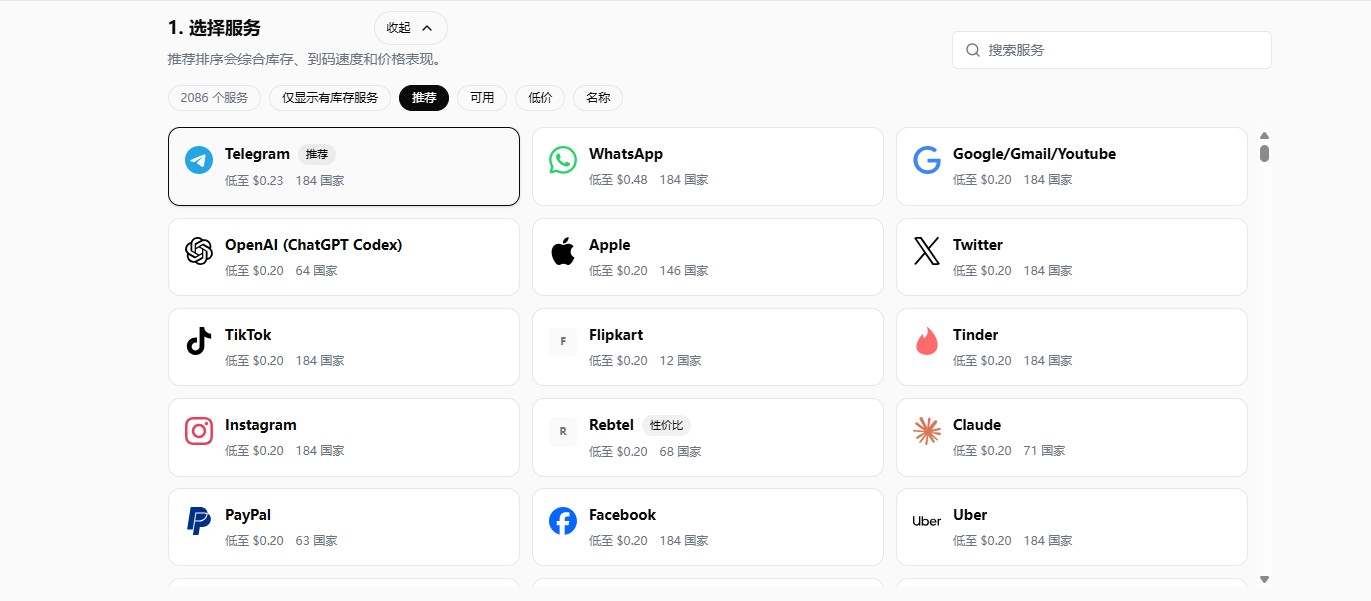 1. 选择服务
收起
推荐排序会综合库存、到码速度和价格表现。
搜索服务
2086 个服务 仅显示有库存服务 推荐 可用 低价 名称
Telegram 推荐
低至 $0.23 184 国家
WhatsApp
低至 $0.48 184 国家
Google/Gmail/Youtube
低至 $0.20 184 国家
OpenAI (ChatGPT Codex)
低至 $0.20 64 国家
Apple
低至 $0.20 146 国家
Twitter
低至 $0.20 184 国家
TikTok
低至 $0.20 184 国家
F
Flipkart
低至 $0.20 12 国家
Tinder
低至 $0.20 184 国家
Instagram
低至 $0.20 184 国家
R
Rebtel 性价比
低至 $0.20 68 国家
Claude
低至 $0.20 71 国家
PayPal
低至 $0.20 63 国家
Facebook
低至 $0.20 184 国家
Uber
Uber
低至 $0.20 184 国家